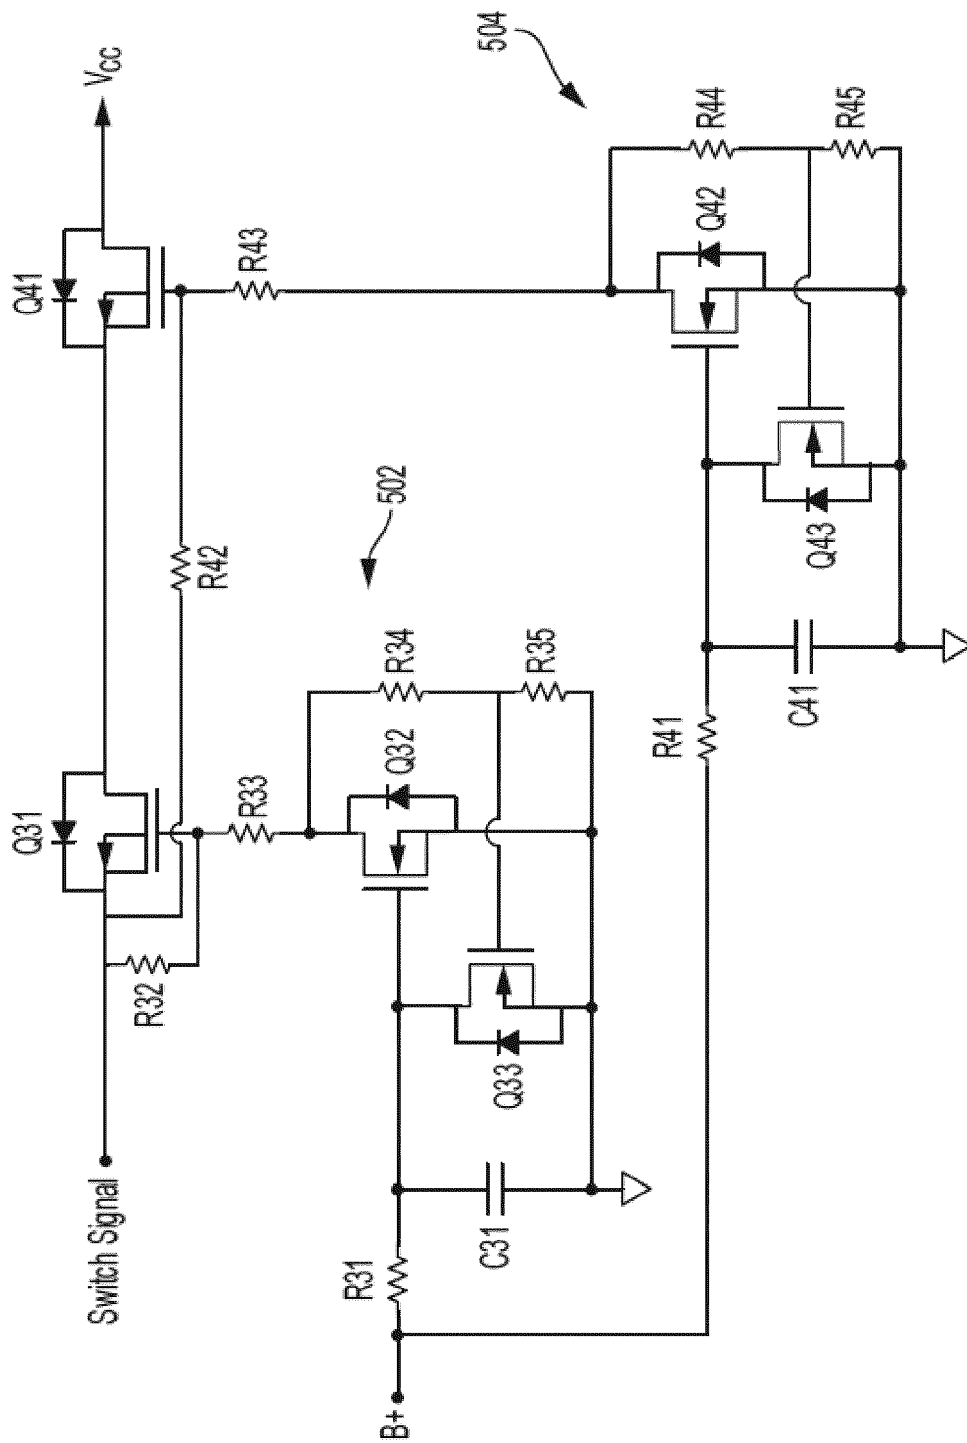 Switch Signal
R32
Q31
R42
Q41
VCC
R43
R33
504
502
B+
R31
C31
Q33
Q32
R34
R35
R41
C41
Q43
Q42
R44
R45